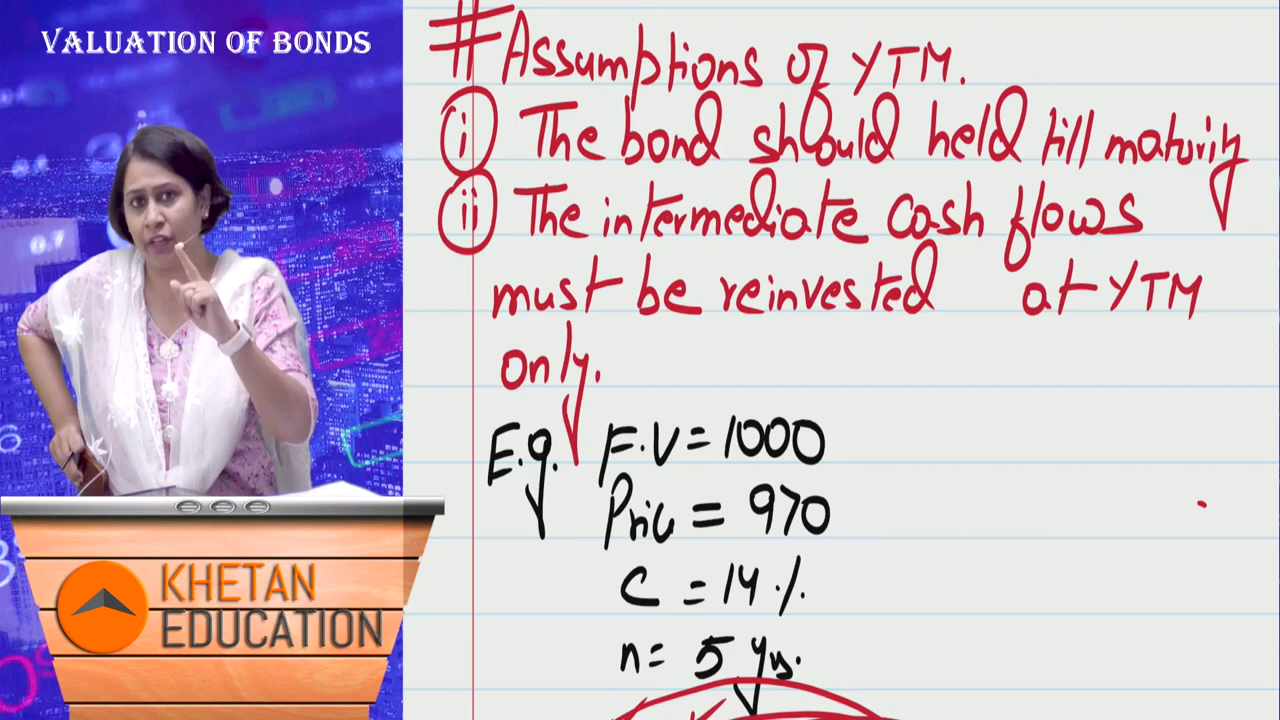 VALUATION OF BONDS
# Assumptions of YTM.
(i) The bond should held till maturity
(ii) The intermediate cash flows
must be reinvested at YTM
only.
E.g. F.V = 1000
Price = 970
C = 14 %.
n = 5 yrs.
KHETAN
EDUCATION